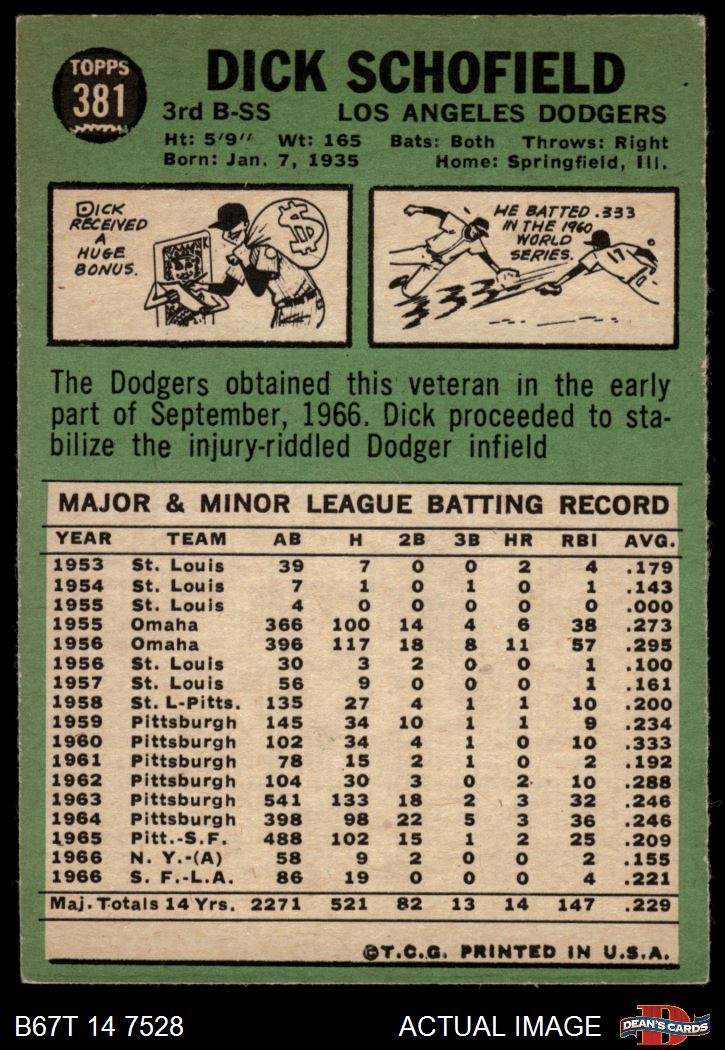 TOPPS
381
DICK SCHOFIELD
3rd B-SS LOS ANGELES DODGERS
Ht: 5'9" Wt: 165 Bats: Both Throws: Right
Born: Jan. 7, 1935 Home: Springfield, Ill.
DICK
RECEIVED
A
HUGE
BONUS.
$
K
HE BATTED .333
IN THE 1960
WORLD
SERIES.
17
The Dodgers obtained this veteran in the early
part of September, 1966. Dick proceeded to sta-
bilize the injury-riddled Dodger infield
MAJOR & MINOR LEAGUE BATTING RECORD
YEAR TEAM AB H 2B 3B HR RBI AVG.
1953 St. Louis 39 7 0 0 2 4 .179
1954 St. Louis 7 1 0 1 0 1 .143
1955 St. Louis 4 0 0 0 0 0 .000
1955 Omaha 366 100 14 4 6 38 .273
1956 Omaha 396 117 18 8 11 57 .295
1956 St. Louis 30 3 2 0 0 1 .100
1957 St. Louis 56 9 0 0 0 1 .161
1958 St. L-Pitts. 135 27 4 1 1 10 .200
1959 Pittsburgh 145 34 10 1 1 9 .234
1960 Pittsburgh 102 34 4 1 0 10 .333
1961 Pittsburgh 78 15 2 1 0 2 .192
1962 Pittsburgh 104 30 3 0 2 10 .288
1963 Pittsburgh 541 133 18 2 3 32 .246
1964 Pittsburgh 398 98 22 5 3 36 .246
1965 Pitt.-S.F. 488 102 15 1 2 25 .209
1966 N. Y.-(A) 58 9 2 0 0 2 .155
1966 S. F.-L.A. 86 19 0 0 0 4 .221
Maj. Totals 14 Yrs. 2271 521 82 13 14 147 .229
©T.C.G. PRINTED IN U.S.A.
B67T 14 7528 ACTUAL IMAGE
D
DEAN'S CARDS